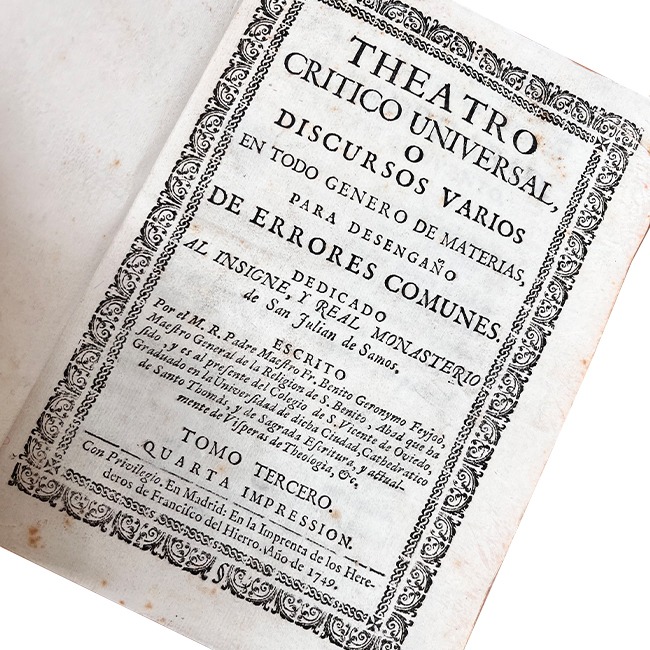 THEATRO
CRITICO UNIVERSAL,
O
DISCURSOS VARIOS
EN TODO GENERO DE MATERIAS,
PARA DESENGAÑO
DE ERRORES COMUNES.
DEDICADO
AL INSIGNE, Y REAL MONASTERIO
de San Julian de Samos,
ESCRITO
Por el M. R. Padre Maeſtro Fr. Benito Geronymo Feyjoò,
Maeſtro General de la Religion de S. Benito, Abad que ha
ſido, y es al preſente del Colegio de S. Vicente de Oviedo,
Graduado en la Univerſidad de dicha Ciudad, Cathedratico
de Santo Thomàs, y de Sagrada Eſcritura, y actual-
mente de Viſperas de Theologia, &c.
TOMO TERCERO.
QUARTA IMPRESSION.
Con Privilegio. En Madrid: En la Imprenta de los Here-
deros de Franciſco del Hierro. Año de 1749.